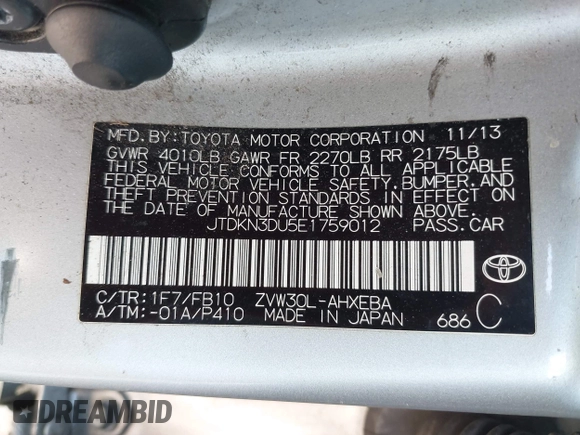 MFD.BY:TOYOTA MOTOR CORPORATION 11/13
GVWR 4010LB GAWR FR 2270LB RR 2175LB
THIS VEHICLE CONFORMS TO ALL APPLICABLE
FEDERAL MOTOR VEHICLE SAFETY,BUMPER,AND
THEFT PREVENTION STANDARDS IN EFFECT ON
THE DATE OF MANUFACTURE SHOWN ABOVE.
JTDKN3DU5E1759012 PASS.CAR
C/TR:1F7/FB10 ZVW30L-AHXEBA
A/TM:-01A/P410 MADE IN JAPAN 686 C
DREAMBID